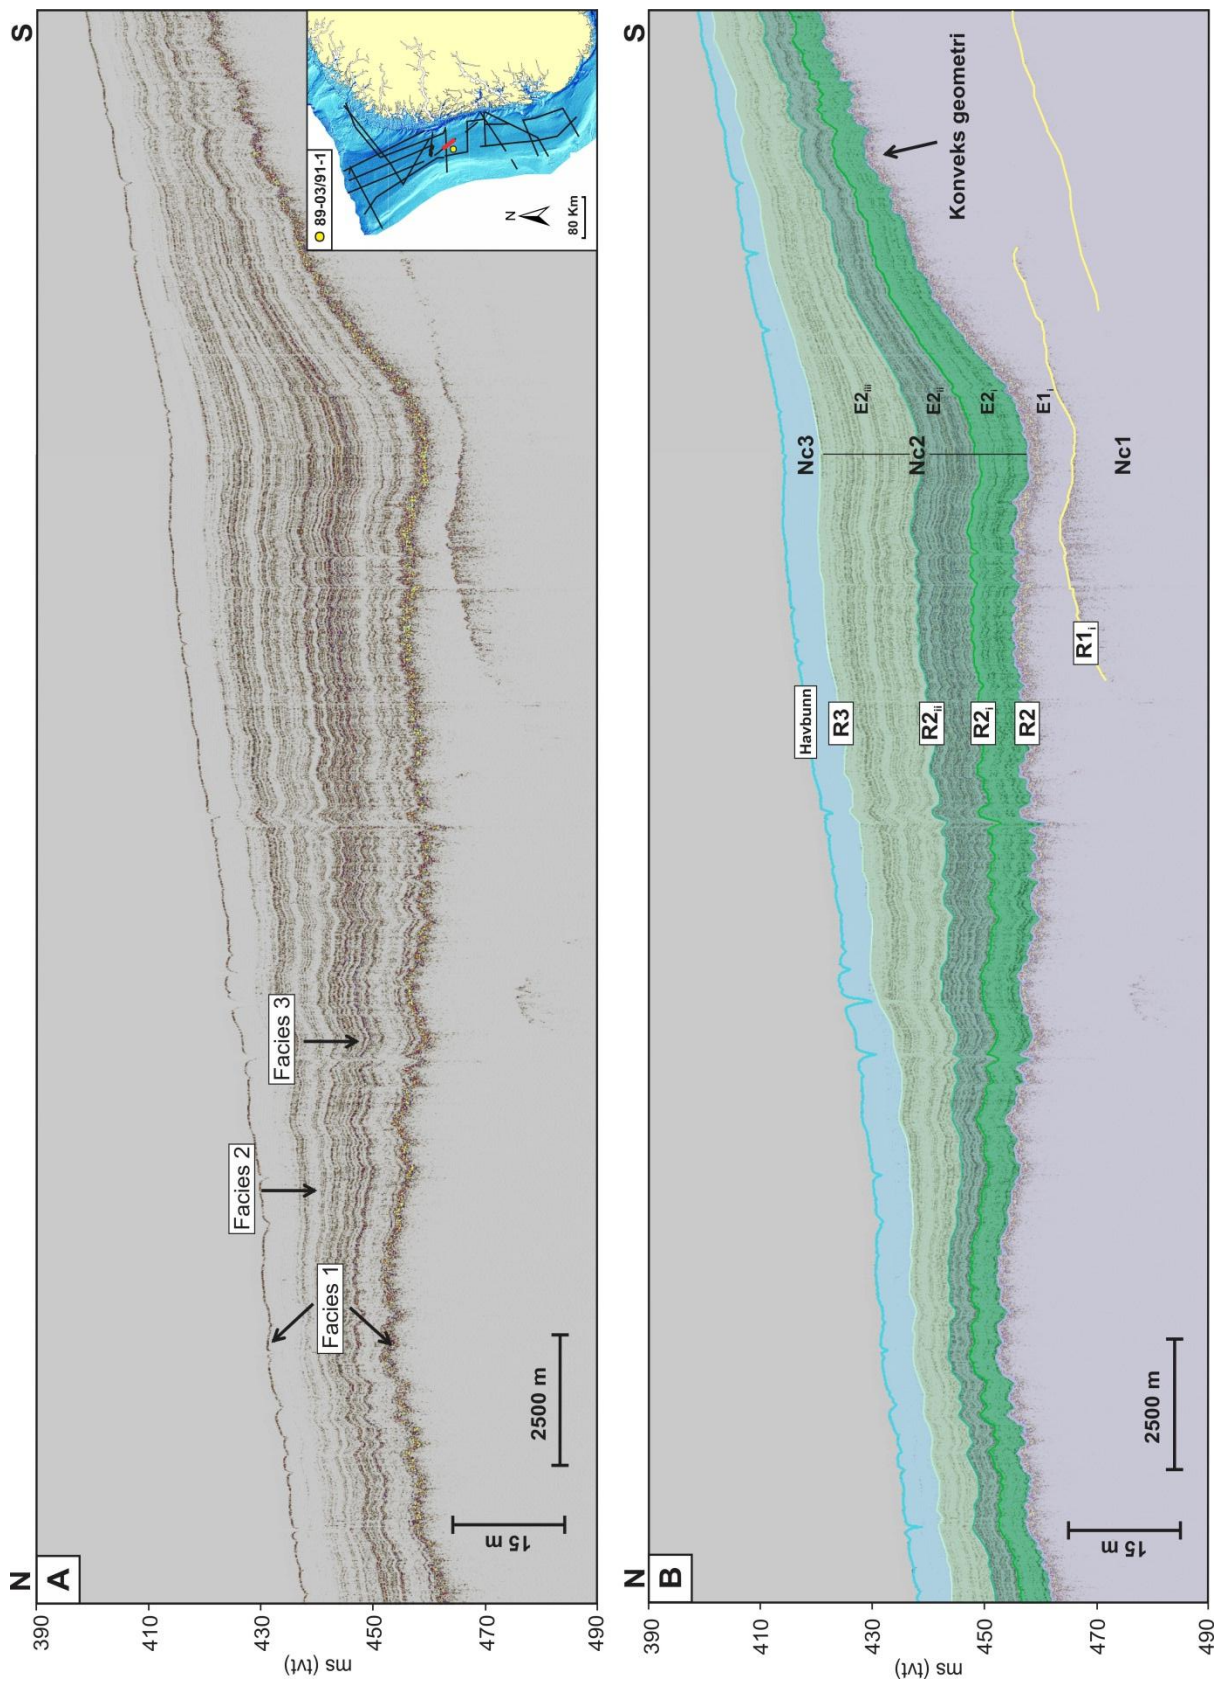 A
N
S
390
410
430
450
470
490
ms (tvt)
Facies 1
Facies 2
Facies 3
15 m
2500 m
89-03/91-1
N
80 Km
B
N
S
390
410
430
450
470
490
ms (tvt)
Havbunn
R3
R2ii
R2i
R2
R1i
Nc3
Nc2
Nc1
E2iii
E2ii
E2i
E1i
Konveks geometri
15 m
2500 m